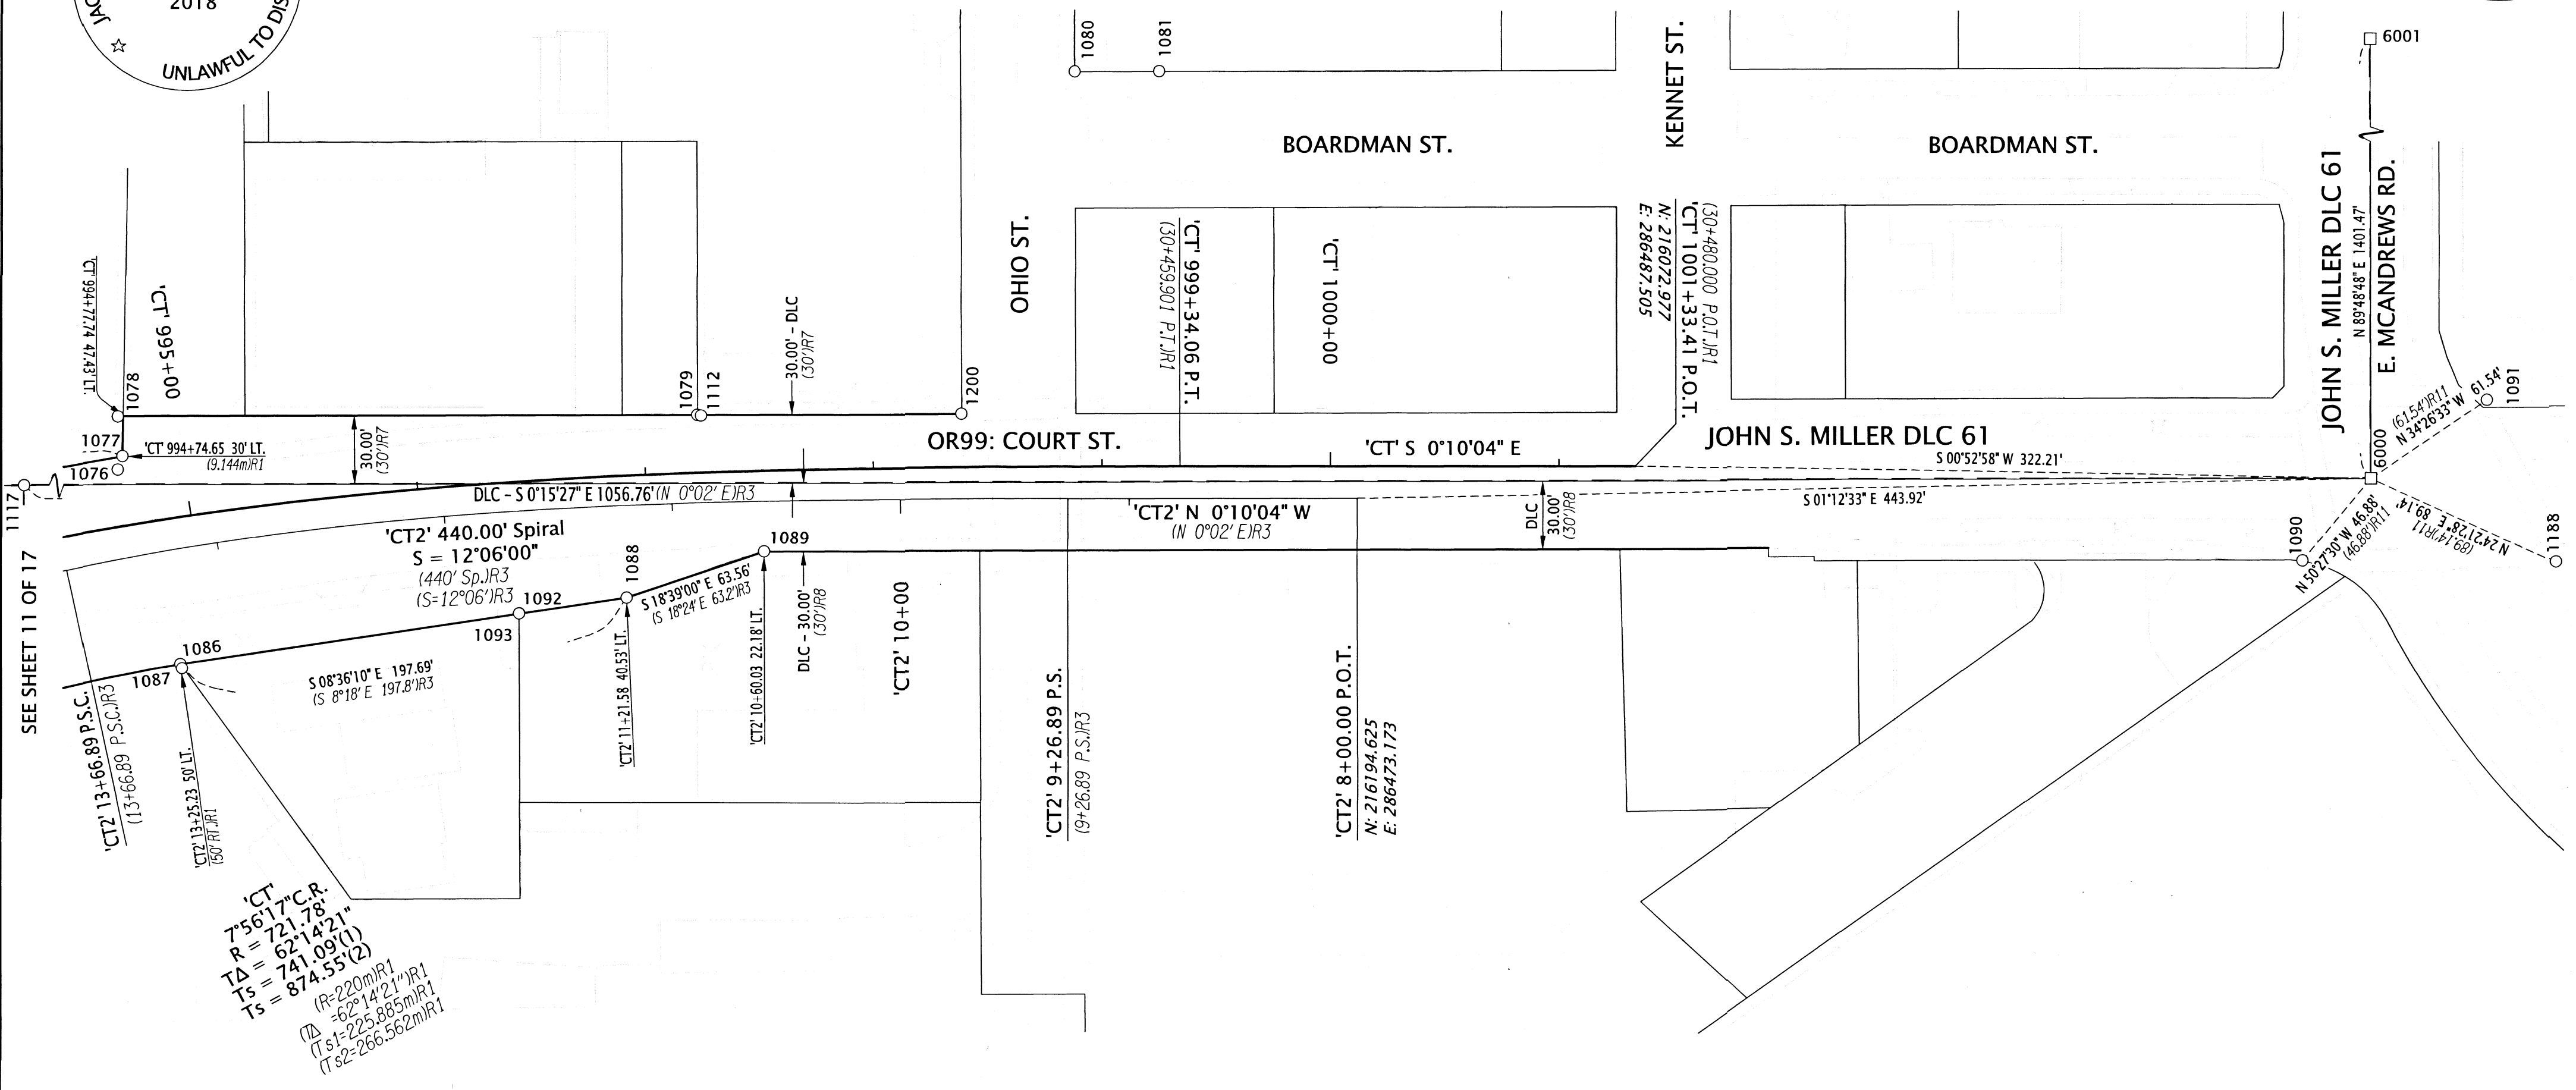 JAC
2018
UNLAWFUL TO DIS
1080
1081
KENNET ST.
6001
BOARDMAN ST.
BOARDMAN ST.
JOHN S. MILLER DLC 61
N 89°48'48" E 1401.47'
E. MCANDREWS RD.
'CT' 994+77.74 47.43' LT.
'CT' 995+00
1078
1079
1112
30.00' - DLC
(30')R7
1200
OHIO ST.
'CT' 999+34.06 P.T.
(30+459.901 P.T.)R1
'CT' 1000+00
(30+480.000 P.O.T.)R1
'CT' 1001+33.41 P.O.T.
N: 216072.977
E: 286487.505
1077
'CT' 994+74.65 30' LT.
(9.144m)R1
1076
30.00'
(30')R7
OR99: COURT ST.
'CT' S 0°10'04" E
JOHN S. MILLER DLC 61
S 00°52'58" W 322.21'
6000
(61.54')R11
N 34°26'33" W 61.54'
1091
1117
DLC - S 0°15'27" E 1056.76' (N 0°02' E)R3
S 01°12'33" E 443.92'
'CT2' 440.00' Spiral
S = 12°06'00"
(440' Sp.)R3
(S=12°06')R3
'CT2' N 0°10'04" W
(N 0°02' E)R3
DLC
30.00'
(30')R8
1090
N 50°27'30" W 46.88'
(46.88')R11
N 24°21'28" E 89.14'
(89.14')R11
1188
SEE SHEET 11 OF 17
1089
1088
S 18°39'00" E 63.56'
(S 18°24' E 63.2')R3
1092
1093
1086
1087
S 08°36'10" E 197.69'
(S 8°18' E 197.8')R3
'CT2' 13+66.89 P.S.C.
(13+66.89 P.S.C.)R3
'CT2' 13+25.23 50' LT.
(50' RT.)R1
'CT2' 11+21.58 40.53' LT.
'CT2' 10+60.03 22.18' LT.
DLC - 30.00'
(30')R8
'CT2' 10+00
'CT2' 9+26.89 P.S.
(9+26.89 P.S.)R3
'CT2' 8+00.00 P.O.T.
N: 216194.625
E: 286473.173
'CT'
7°56'17" C.R.
R = 721.78'
TΔ = 62°14'21"
Ts = 741.09'(1)
Ts = 874.55'(2)
(R=220m)R1
(TΔ =62°14'21")R1
(Ts1=225.885m)R1
(Ts2=266.562m)R1